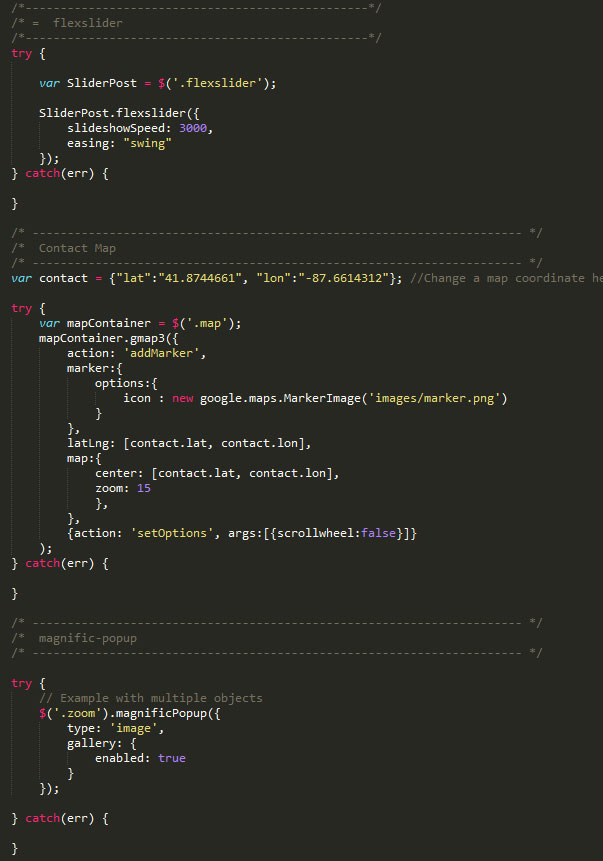 /*-------------------------------------------------*/
/* =  flexslider
/*-------------------------------------------------*/
try {
    var SliderPost = $('.flexslider');
    SliderPost.flexslider({
        slideshowSpeed: 3000,
        easing: "swing"
    });
} catch(err) {
}
/* ---------------------------------------------------------------------- */
/*  Contact Map
/* ---------------------------------------------------------------------- */
var contact = {"lat":"41.8744661", "lon":"-87.6614312"}; //Change a map coordinate he
try {
    var mapContainer = $('.map');
    mapContainer.gmap3({
        action: 'addMarker',
        marker:{
            options:{
                icon : new google.maps.MarkerImage('images/marker.png')
            }
        },
        latLng: [contact.lat, contact.lon],
        map:{
            center: [contact.lat, contact.lon],
            zoom: 15
            },
        },
        {action: 'setOptions', args:[{scrollwheel:false}]}
    );
} catch(err) {
}
/* ---------------------------------------------------------------------- */
/*  magnific-popup
/* ---------------------------------------------------------------------- */
try {
    // Example with multiple objects
    $('.zoom').magnificPopup({
        type: 'image',
        gallery: {
            enabled: true
        }
    });
} catch(err) {
}